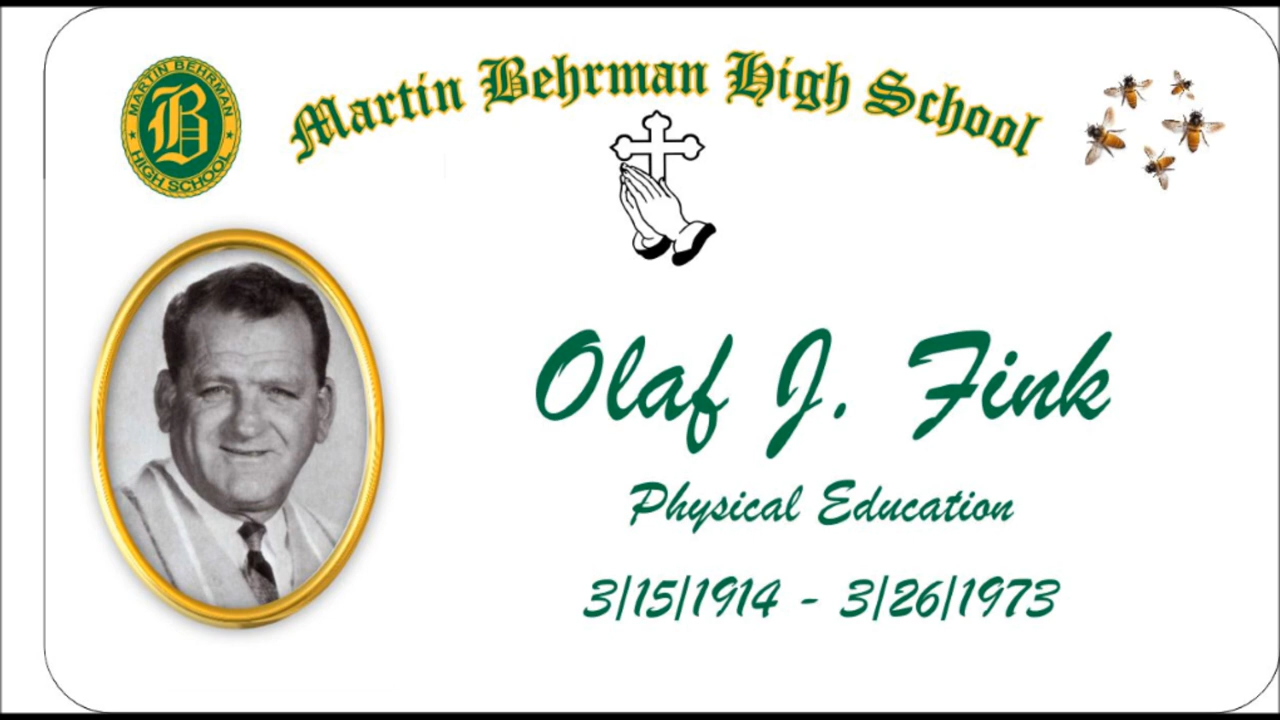 Martin Behrman High School
MARTIN BEHRMAN
B
HIGH SCHOOL
Olaf J. Fink
Physical Education
3/15/1914 - 3/26/1973